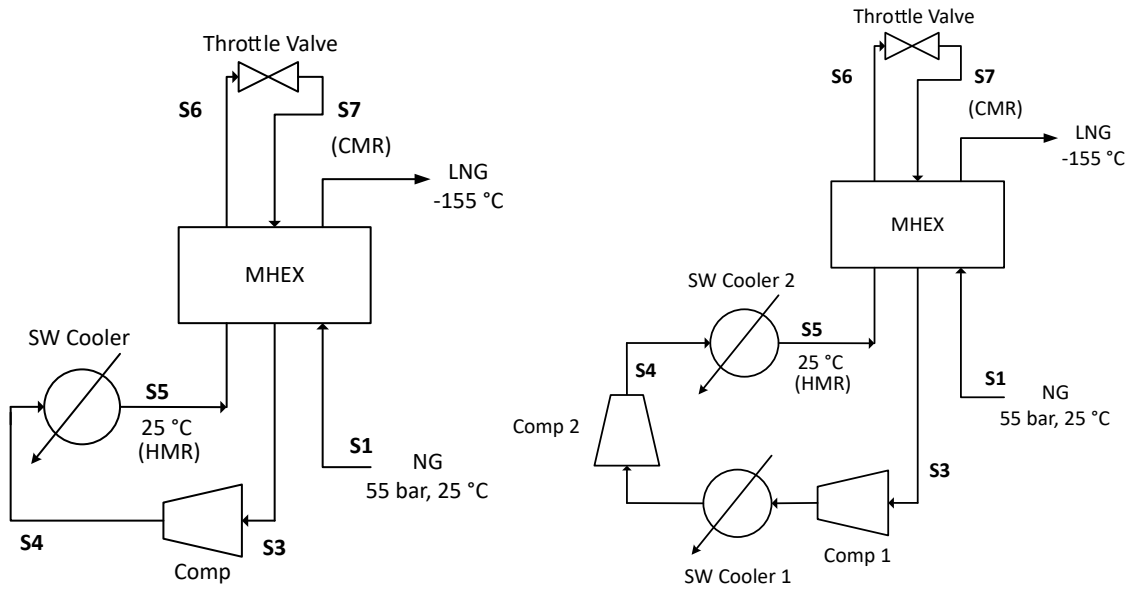 Throttle Valve
S6
S7
(CMR)
LNG
-155 °C
MHEX
SW Cooler
S5
25 °C
(HMR)
S1
NG
55 bar, 25 °C
S4
S3
Comp
Throttle Valve
S6
S7
(CMR)
LNG
-155 °C
MHEX
SW Cooler 2
S5
25 °C
(HMR)
S4
S1
NG
55 bar, 25 °C
Comp 2
S3
Comp 1
SW Cooler 1